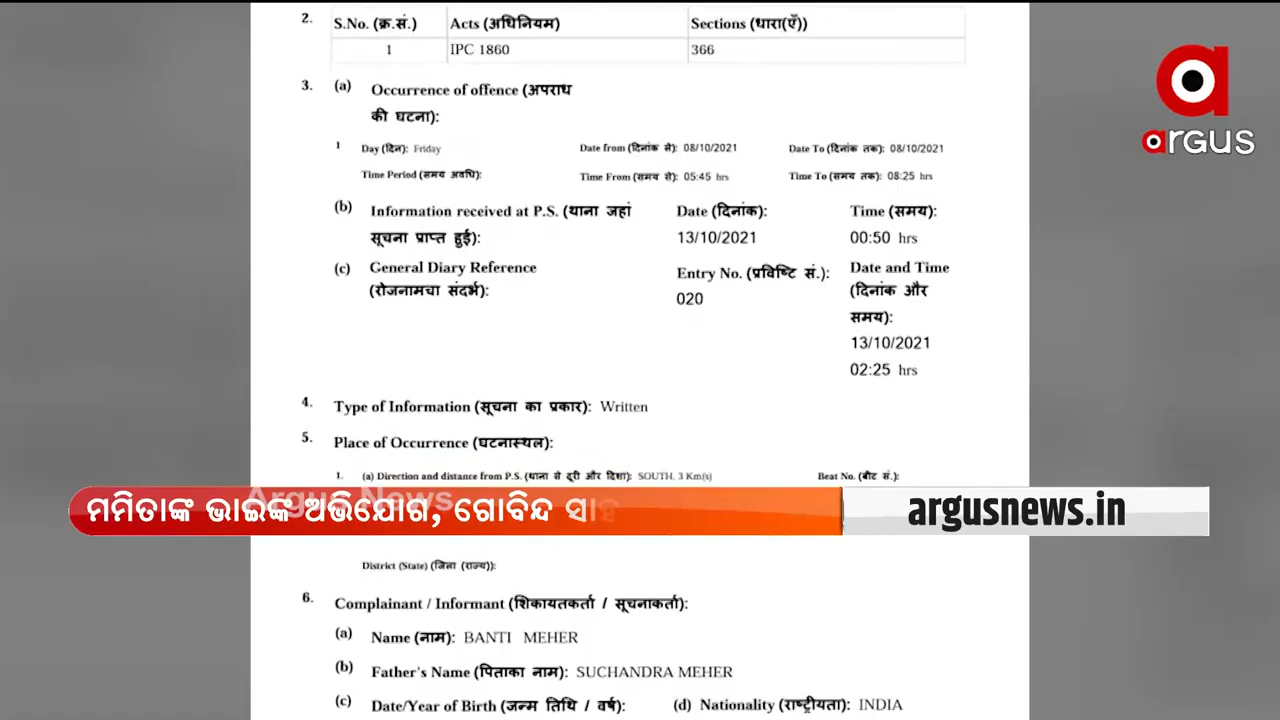 2. S.No. (क्र.सं.) Acts (अधिनियम) Sections (धारा(एँ))
1 IPC 1860 366
3. (a) Occurrence of offence (अपराध
की घटना):
1 Day (दिन): Friday Date from (दिनांक से): 08/10/2021 Date To (दिनांक तक): 08/10/2021
Time Period (समय अवधि): Time From (समय से): 05:45 hrs Time To (समय तक): 08:25 hrs
(b) Information received at P.S. (थाना जहां Date (दिनांक): Time (समय):
सूचना प्राप्त हुई): 13/10/2021 00:50 hrs
(c) General Diary Reference Entry No. (प्रविष्टि सं.): Date and Time
(रोजनामचा संदर्भ): 020 (दिनांक और
समय):
13/10/2021
02:25 hrs
4. Type of Information (सूचना का प्रकार): Written
5. Place of Occurrence (घटनास्थल):
1. (a) Direction and distance from P.S. (थाना से दूरी और दिशा): SOUTH, 3 Km(s) Beat No. (बीट सं.):
District (State) (जिला (राज्य)):
6. Complainant / Informant (शिकायतकर्ता / सूचनाकर्ता):
(a) Name (नाम): BANTI MEHER
(b) Father's Name (पिताका नाम): SUCHANDRA MEHER
(c) Date/Year of Birth (जन्म तिथि / वर्ष): (d) Nationality (राष्ट्रीयता): INDIA
argus
Argus News
ମମିତାଙ୍କ ଭାଇଙ୍କ ଅଭିଯୋଗ, ଗୋବିନ୍ଦ
argusnews.in